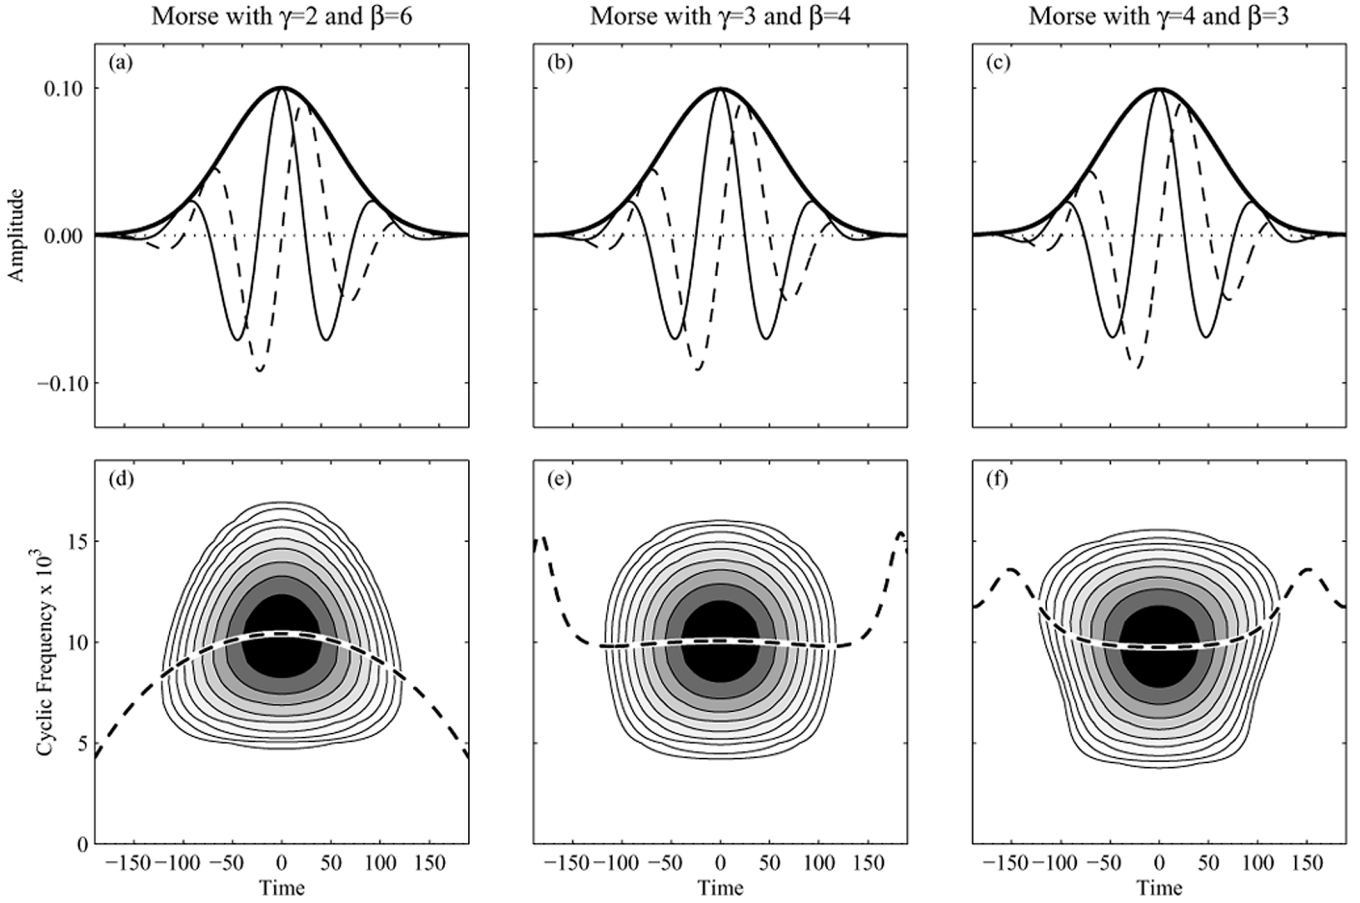 Morse with γ=2 and β=6 Morse with γ=3 and β=4 Morse with γ=4 and β=3
(a) (b) (c)
0.10
0.00
−0.10
Amplitude
(d) (e) (f)
15
10
5
0
Cyclic Frequency x 10³
−150 −100 −50 0 50 100 150 −150 −100 −50 0 50 100 150 −150 −100 −50 0 50 100 150
Time Time Time